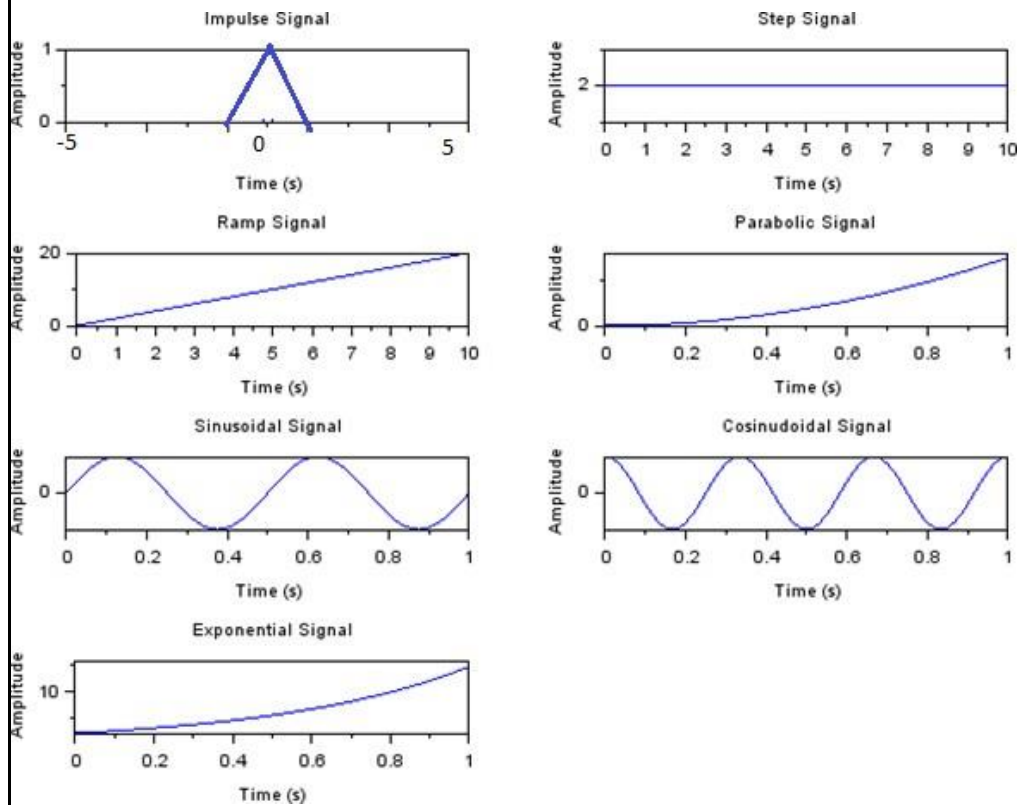 Impulse Signal
Amplitude
1
0
-5 0 5
Time (s)
Step Signal
Amplitude
2
0 1 2 3 4 5 6 7 8 9 10
Time (s)
Ramp Signal
Amplitude
20
0
0 1 2 3 4 5 6 7 8 9 10
Time (s)
Parabolic Signal
Amplitude
0
0 0.2 0.4 0.6 0.8 1
Time (s)
Sinusoidal Signal
Amplitude
0
0 0.2 0.4 0.6 0.8 1
Time (s)
Cosinudoidal Signal
Amplitude
0
0 0.2 0.4 0.6 0.8 1
Time (s)
Exponential Signal
Amplitude
10
0 0.2 0.4 0.6 0.8 1
Time (s)